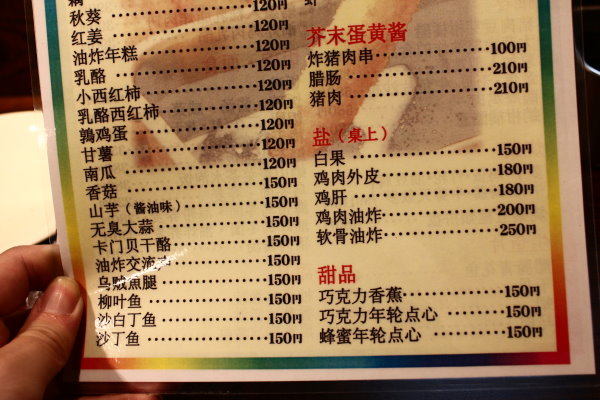 藕 120円
秋葵 120円
红姜 120円
油炸年糕 120円
乳酪 120円
小西红柿 120円
乳酪西红柿 120円
鹑鸡蛋 120円
甘薯 120円
南瓜 120円
香菇 150円
山芋（酱油味） 150円
无臭大蒜 150円
卡门贝干酪 150円
油炸交流 150円
乌贼魚腿 150円
柳叶鱼 150円
沙白丁鱼 150円
沙丁鱼 150円
虾
芥末蛋黄酱
炸猪肉串 100円
腊肠 210円
猪肉 210円
盐（桌上）
白果 150円
鸡肉外皮 180円
鸡肝 180円
鸡肉油炸 200円
软骨油炸 250円
甜品
巧克力香蕉 150円
巧克力年轮点心 150円
蜂蜜年轮点心 150円